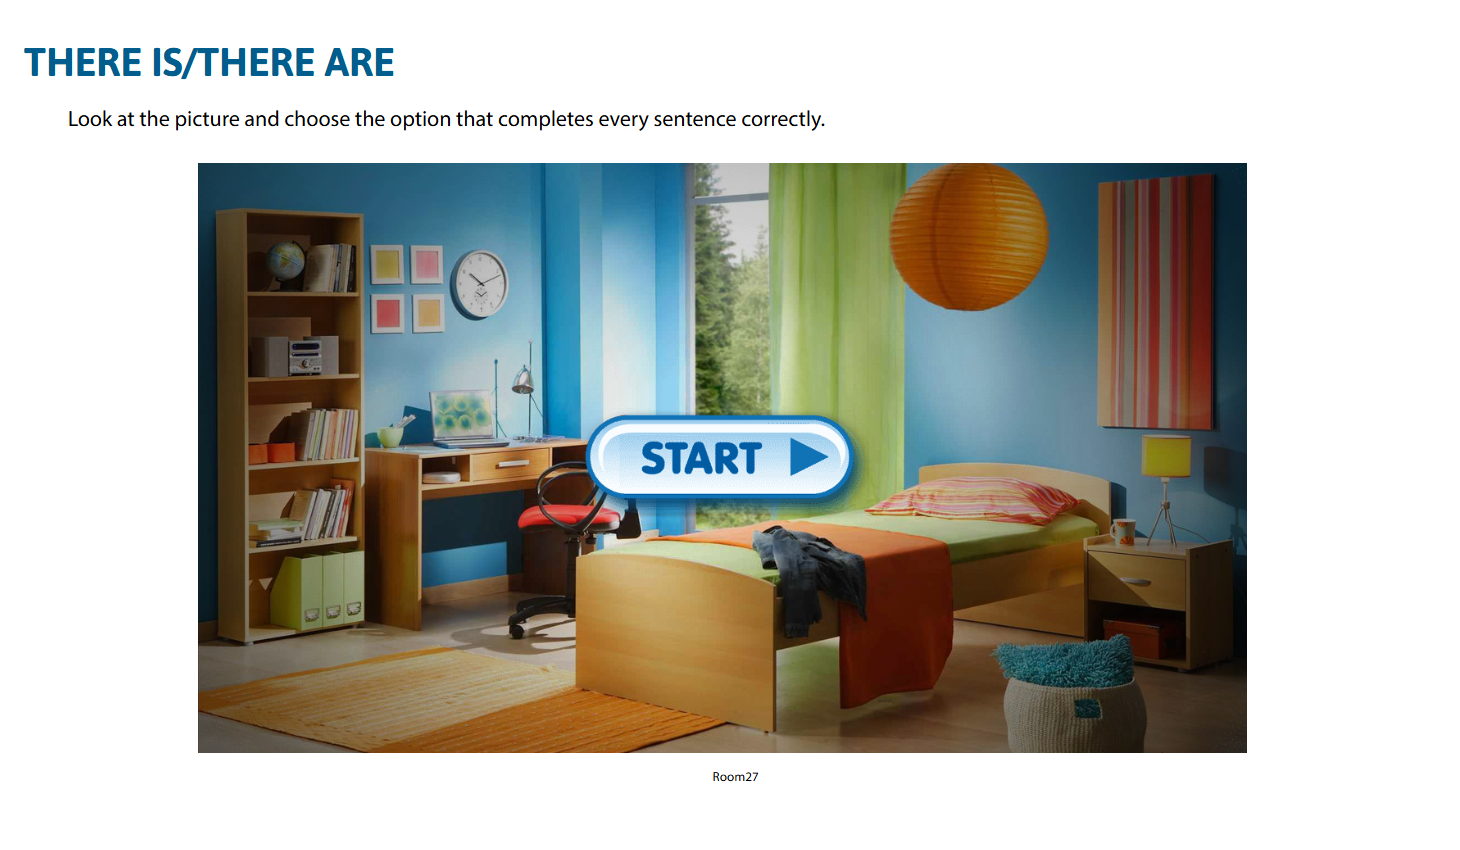 THERE IS/THERE ARE
Look at the picture and choose the option that completes every sentence correctly.
START
Room27